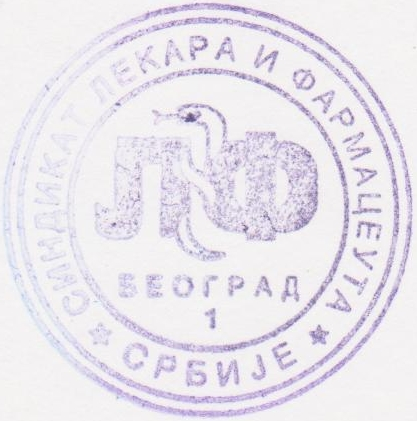 СИНДИКАТ ЛЕКАРА И ФАРМАЦЕУТА
ЛФ
БЕОГРАД
1
СРБИЈЕ